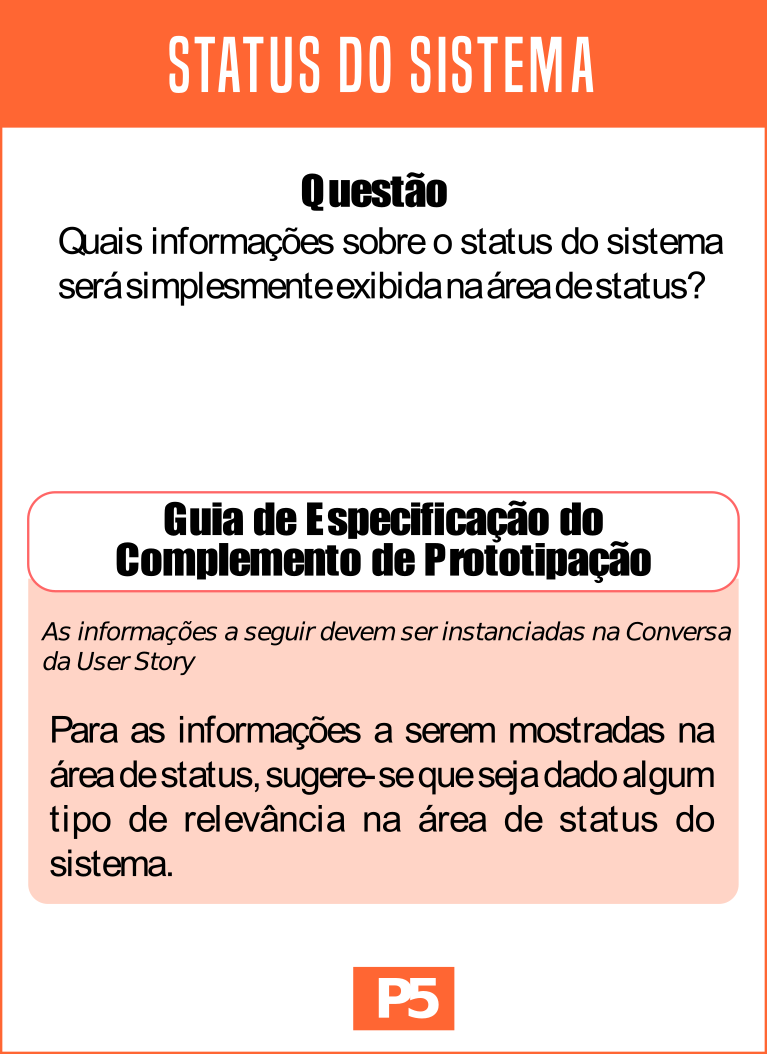 STATUS DO SISTEMA
Questão
Quais informações sobre o status do sistema
será simplesmente exibida na área de status?
Guia de Especificação do
Complemento de Prototipação
As informações a seguir devem ser instanciadas na Conversa
da User Story
Para as informações a serem mostradas na
área de status, sugere-se que seja dado algum
tipo de relevância na área de status do
sistema.
P5